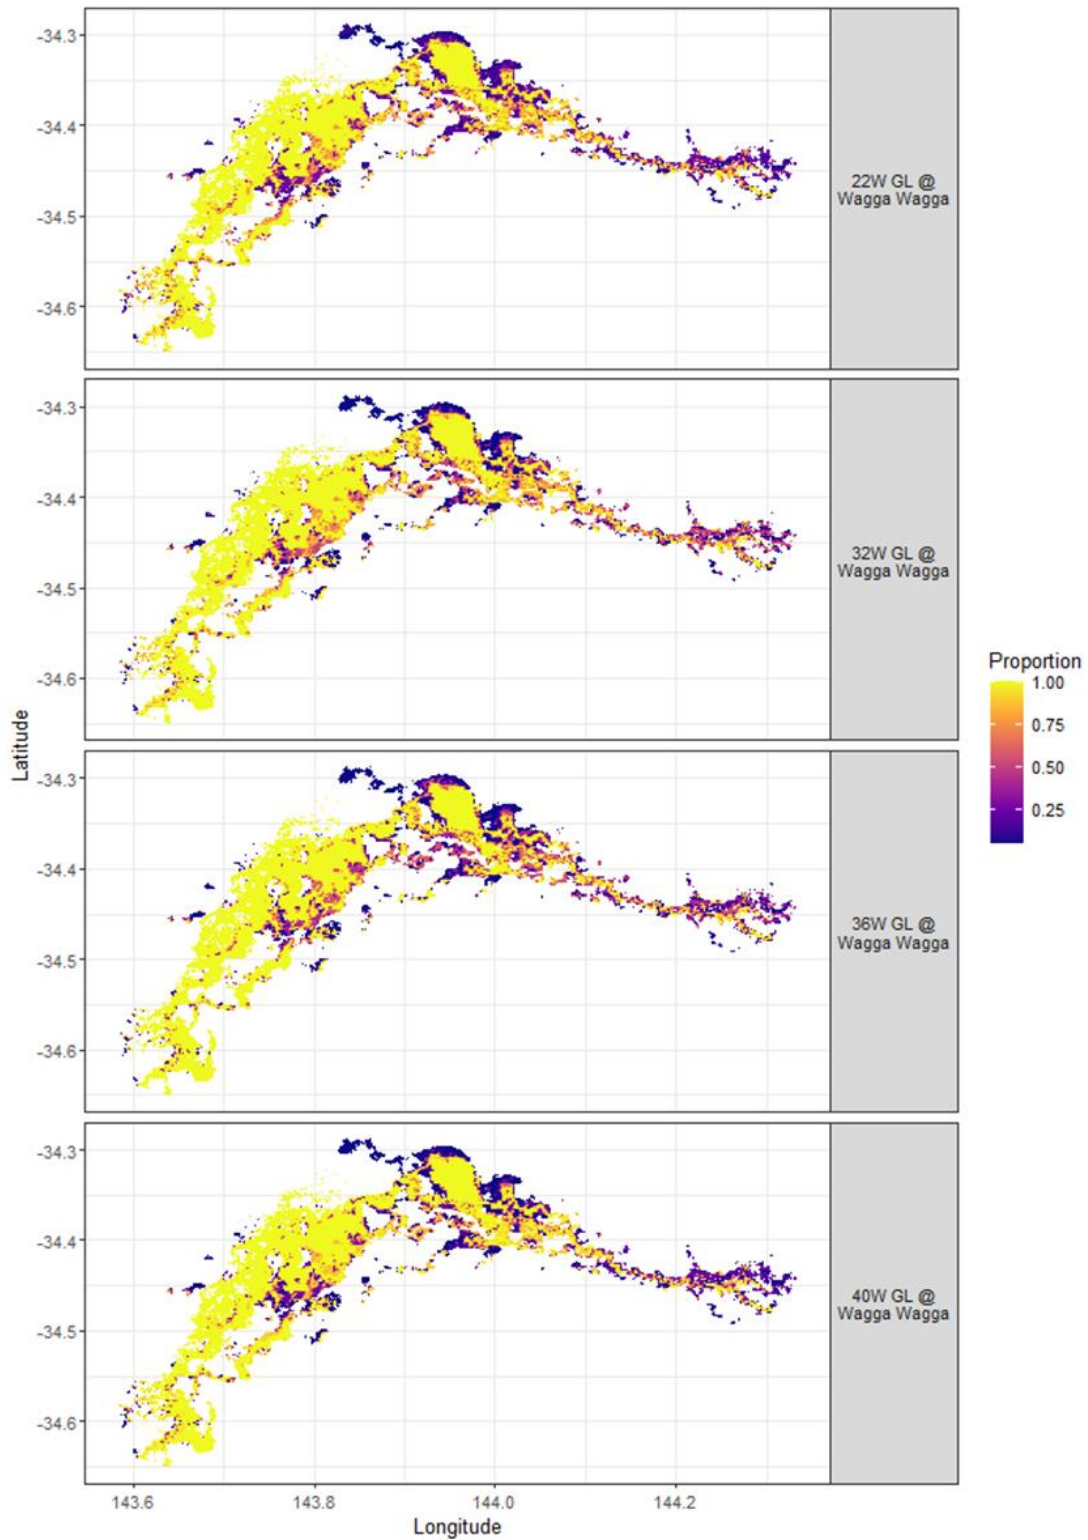 -34.3
-34.4
-34.5
-34.6
22W GL @
Wagga Wagga
-34.3
-34.4
-34.5
-34.6
32W GL @
Wagga Wagga
Proportion
1.00
0.75
0.50
0.25
Latitude
-34.3
-34.4
-34.5
-34.6
36W GL @
Wagga Wagga
-34.3
-34.4
-34.5
-34.6
40W GL @
Wagga Wagga
143.6 143.8 144.0 144.2
Longitude